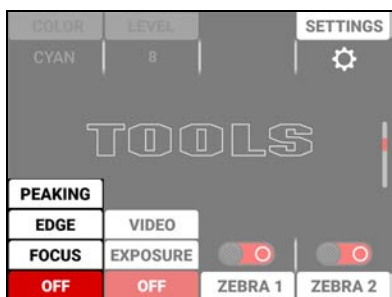 COLOR LEVEL SETTINGS
CYAN 8
TOOLS
PEAKING
EDGE VIDEO
FOCUS EXPOSURE
OFF OFF ZEBRA 1 ZEBRA 2